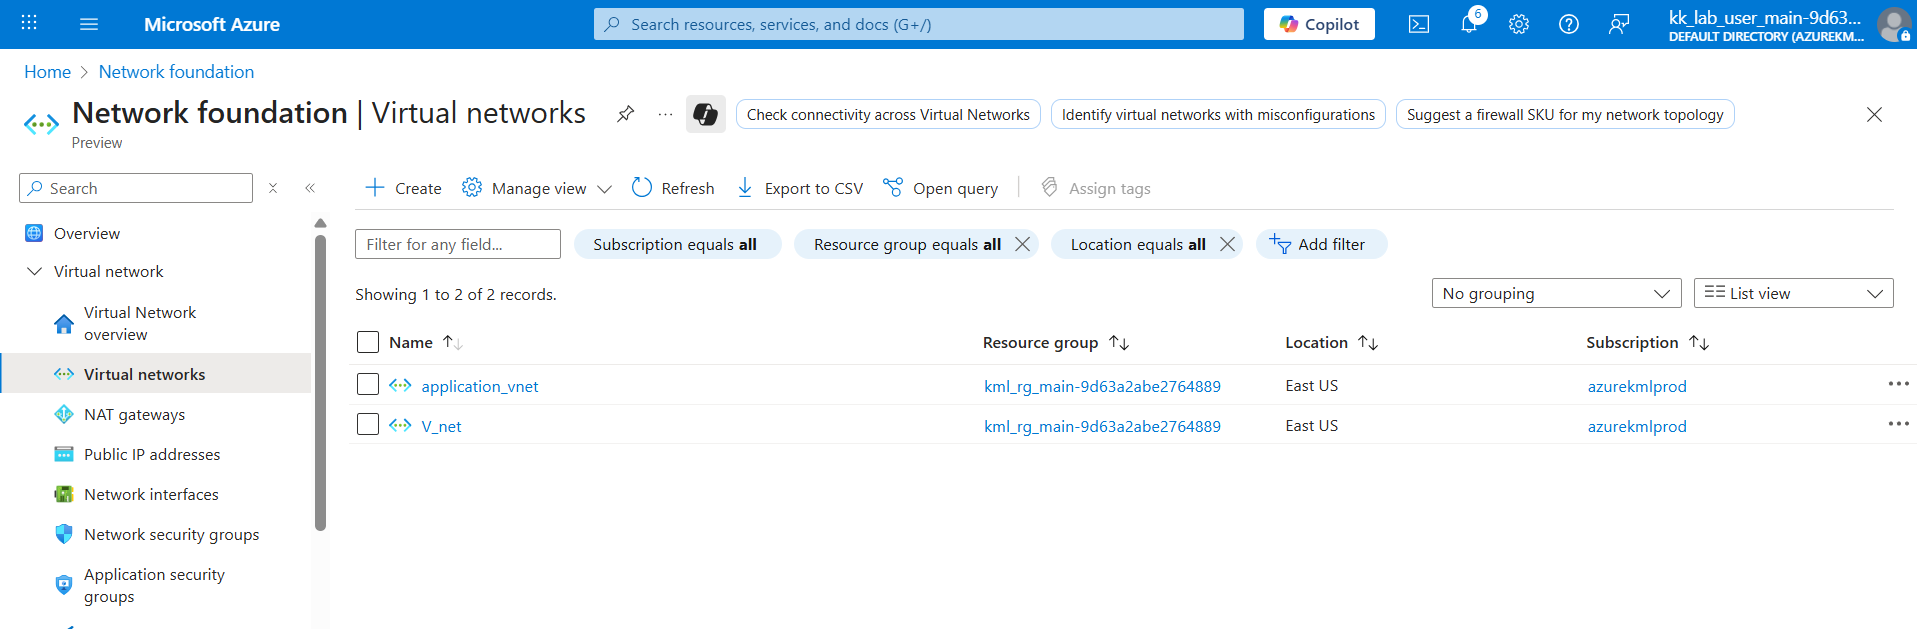 Microsoft Azure
Search resources, services, and docs (G+/)
Copilot
6
kk_lab_user_main-9d63...
DEFAULT DIRECTORY (AZUREKM...
Home > Network foundation
Network foundation | Virtual networks
Preview
...
Check connectivity across Virtual Networks
Identify virtual networks with misconfigurations
Suggest a firewall SKU for my network topology
Search
Overview
Virtual network
Virtual Network
overview
Virtual networks
NAT gateways
Public IP addresses
Network interfaces
Network security groups
Application security
groups
Create
Manage view
Refresh
Export to CSV
Open query
Assign tags
Filter for any field...
Subscription equals all
Resource group equals all
Location equals all
Add filter
Showing 1 to 2 of 2 records.
No grouping
List view
Name Resource group Location Subscription
application_vnet kml_rg_main-9d63a2abe2764889 East US azurekmlprod ...
V_net kml_rg_main-9d63a2abe2764889 East US azurekmlprod ...